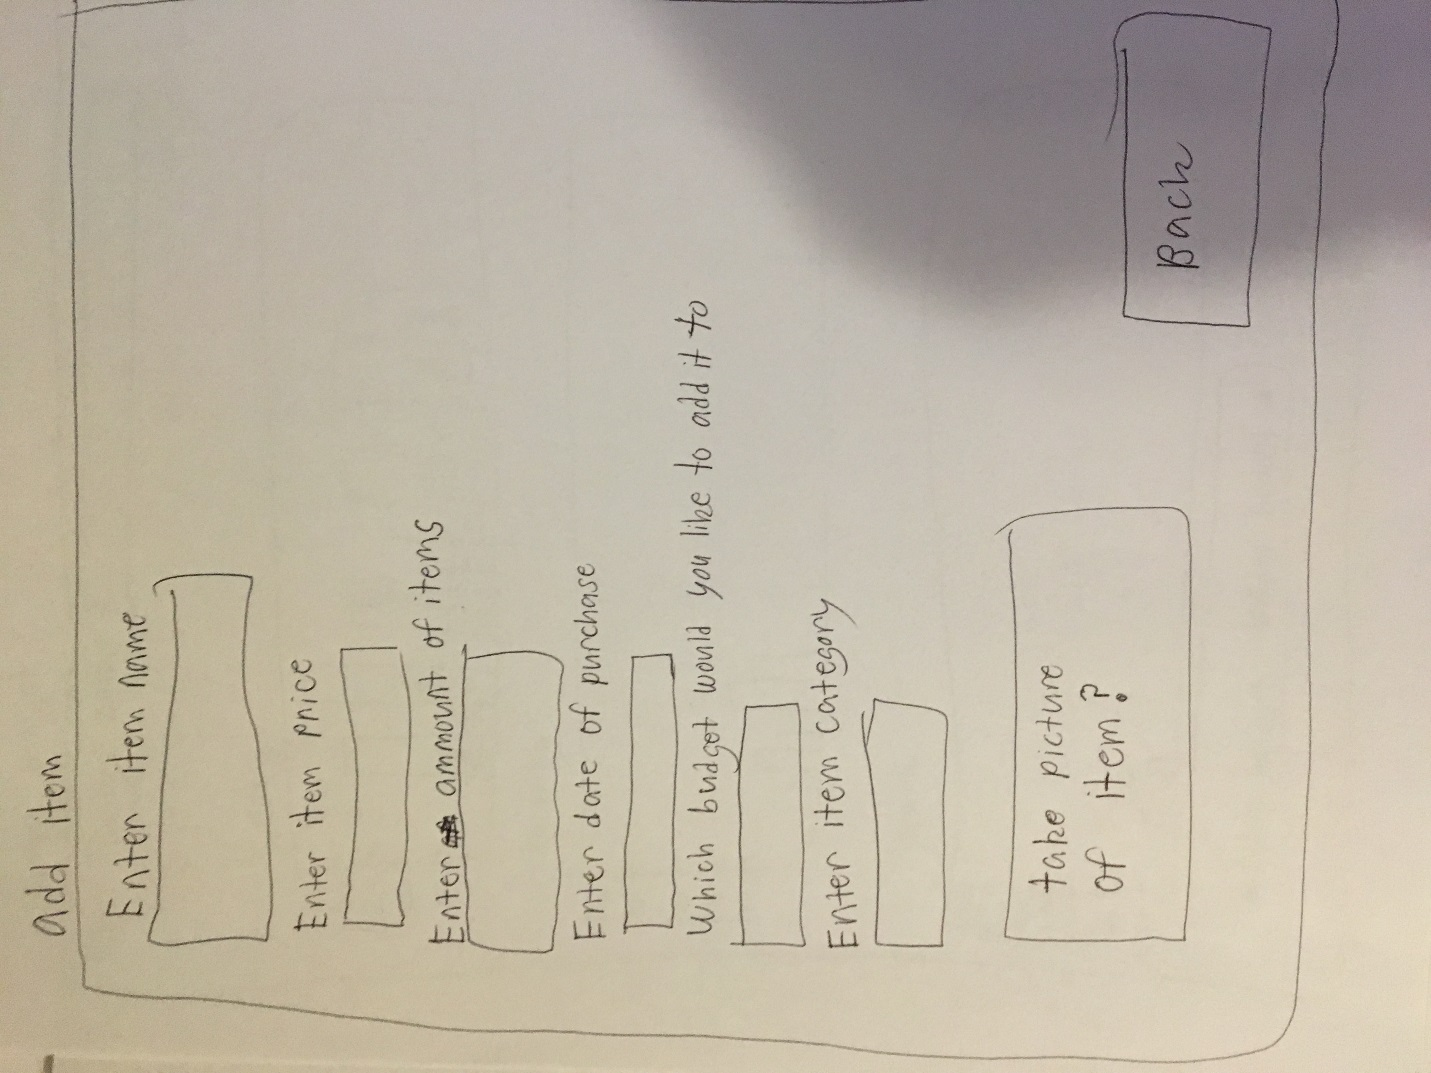 add item
Enter item name
Enter item price
Enter ammount of items
Enter date of purchase
Which budget would you like to add it to
Enter item category
take picture
of item?
Back